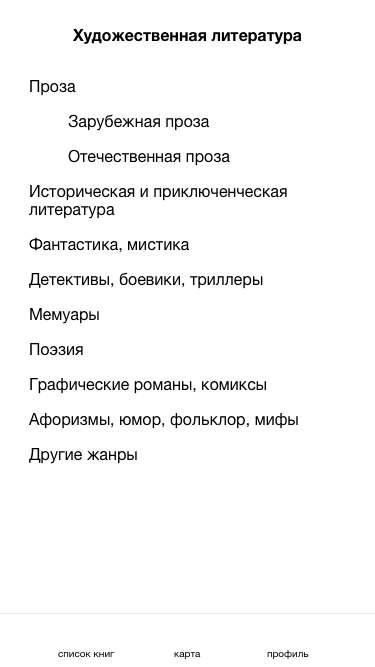 Художественная литература
Проза
Зарубежная проза
Отечественная проза
Историческая и приключенческая
литература
Фантастика, мистика
Детективы, боевики, триллеры
Мемуары
Поэзия
Графические романы, комиксы
Афоризмы, юмор, фольклор, мифы
Другие жанры
список книг карта профиль